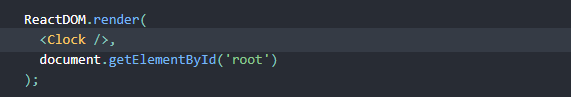 ReactDOM.render(
  <Clock />,
  document.getElementById('root')
);